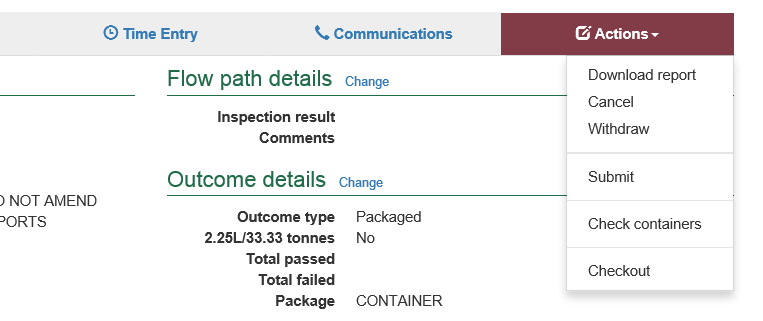 Time Entry
Communications
Actions
Flow path details Change
Inspection result
Comments
NOT AMEND
PORTS
Outcome details Change
Outcome type Packaged
2.25L/33.33 tonnes No
Total passed
Total failed
Package CONTAINER
Download report
Cancel
Withdraw
Submit
Check containers
Checkout